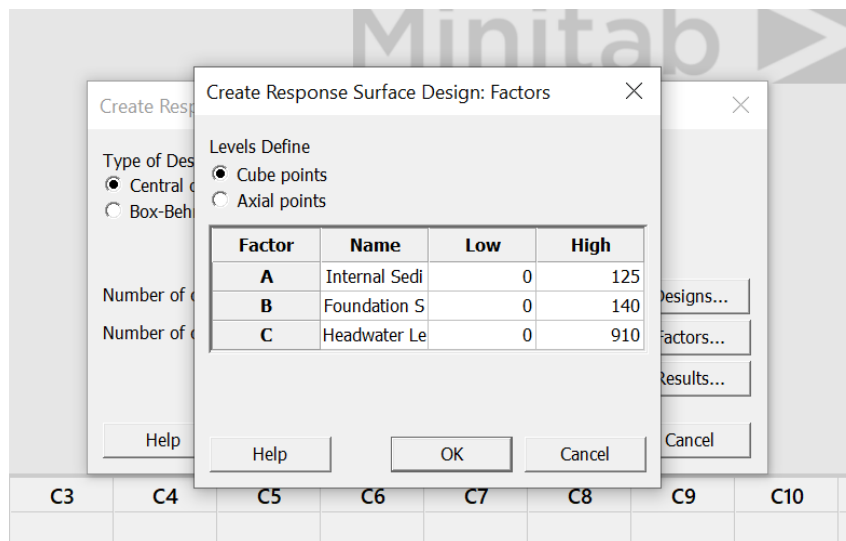 Minitab
Create Resp
Create Response Surface Design: Factors
Type of Des
Central c
Box-Behn
Levels Define
Cube points
Axial points
Factor Name Low High
A Internal Sedi 0 125
B Foundation S 0 140
C Headwater Le 0 910
Number of c
Number of c
Designs...
Factors...
Results...
Help
Cancel
Help OK Cancel
C3 C4 C5 C6 C7 C8 C9 C10